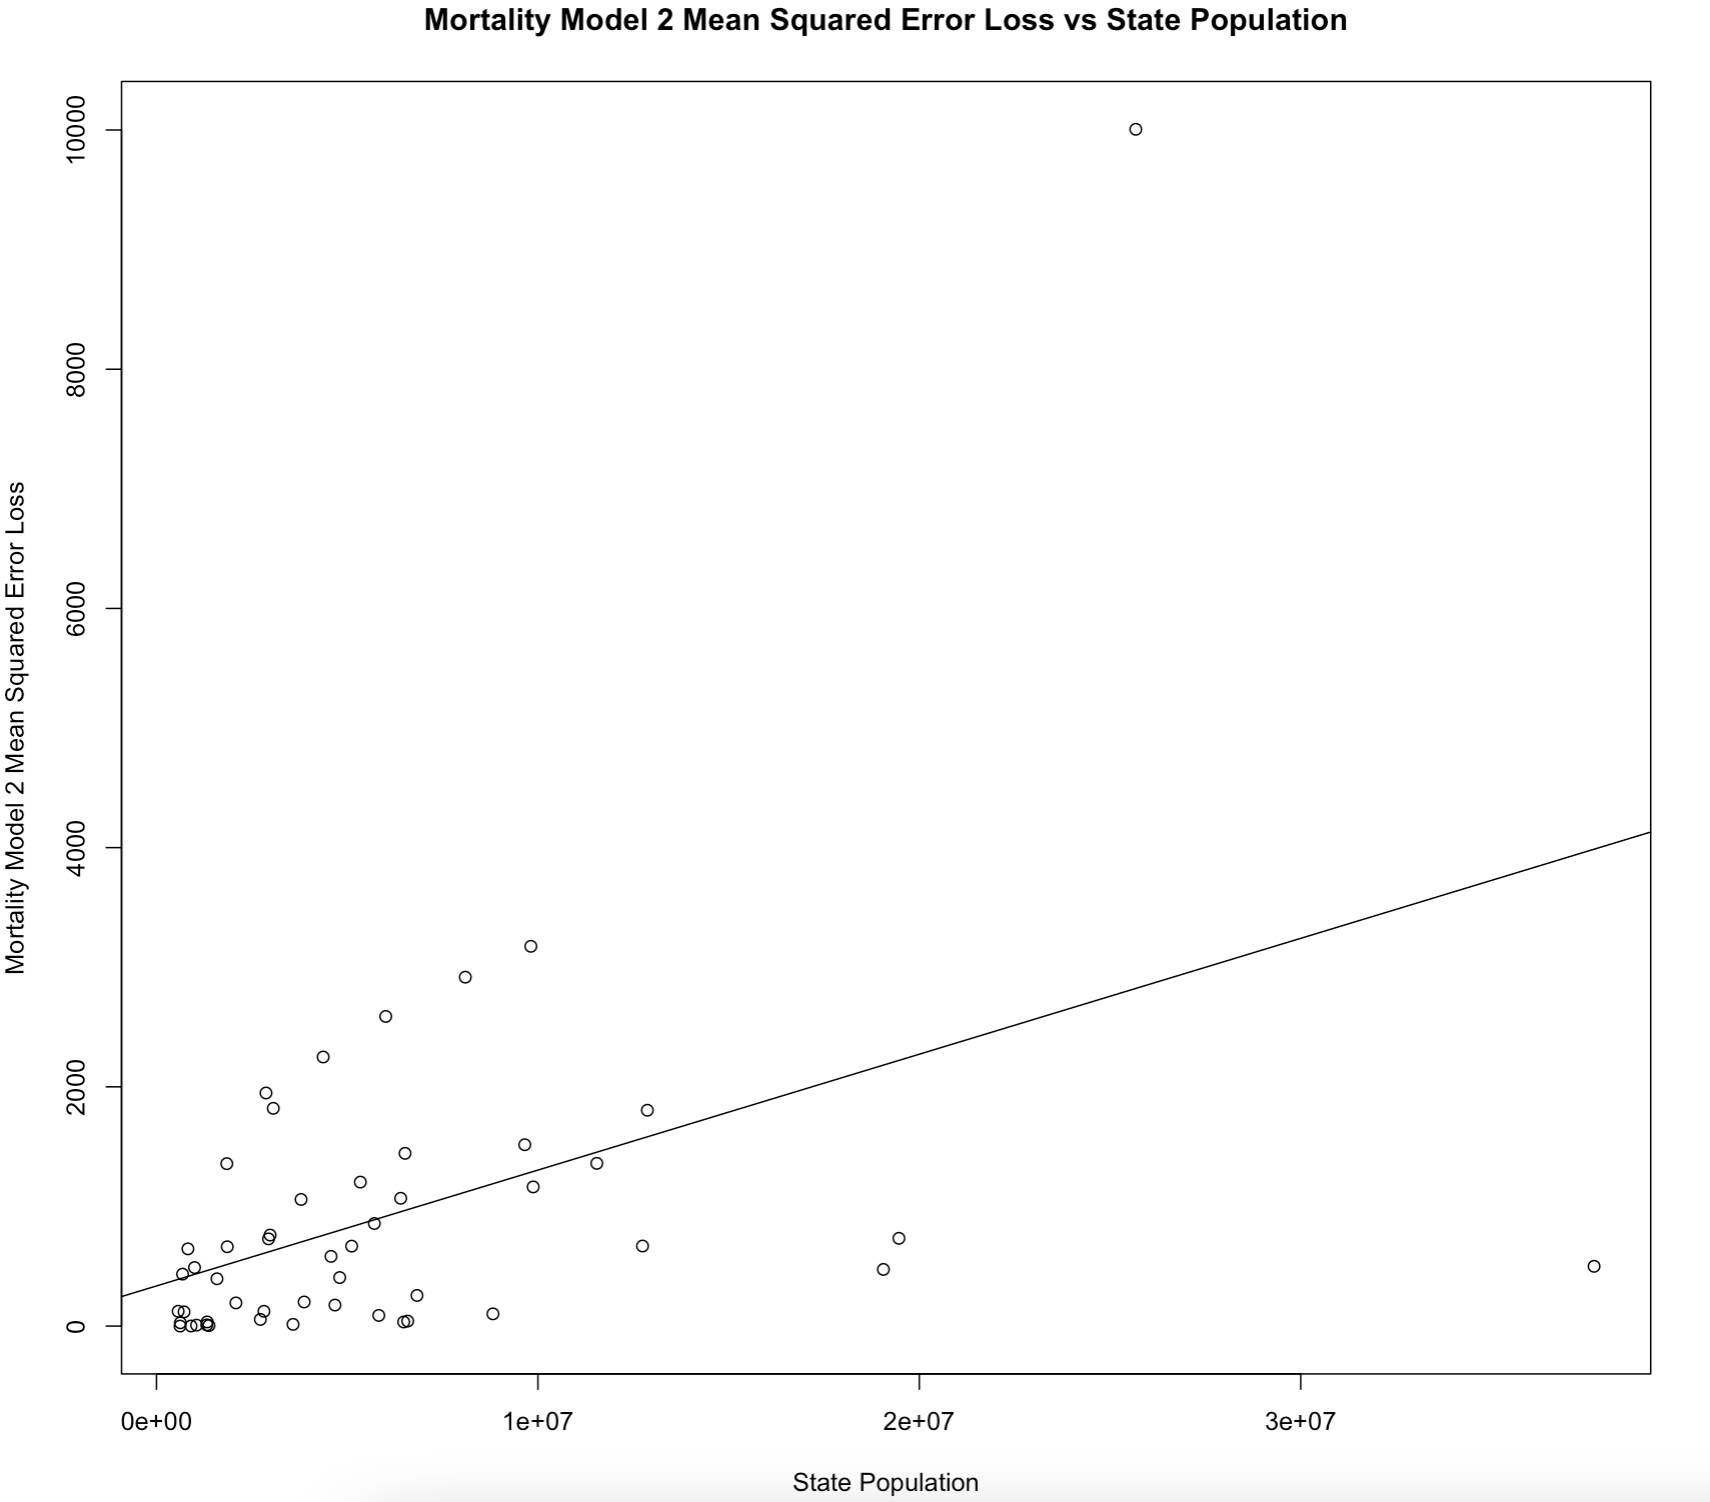 Mortality Model 2 Mean Squared Error Loss vs State Population
Mortality Model 2 Mean Squared Error Loss
10000
8000
6000
4000
2000
0
0e+00 1e+07 2e+07 3e+07
State Population